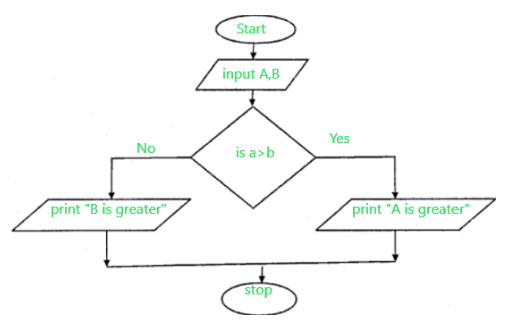 Start
input A,B
is a>b
No
Yes
print "B is greater"
print "A is greater"
stop